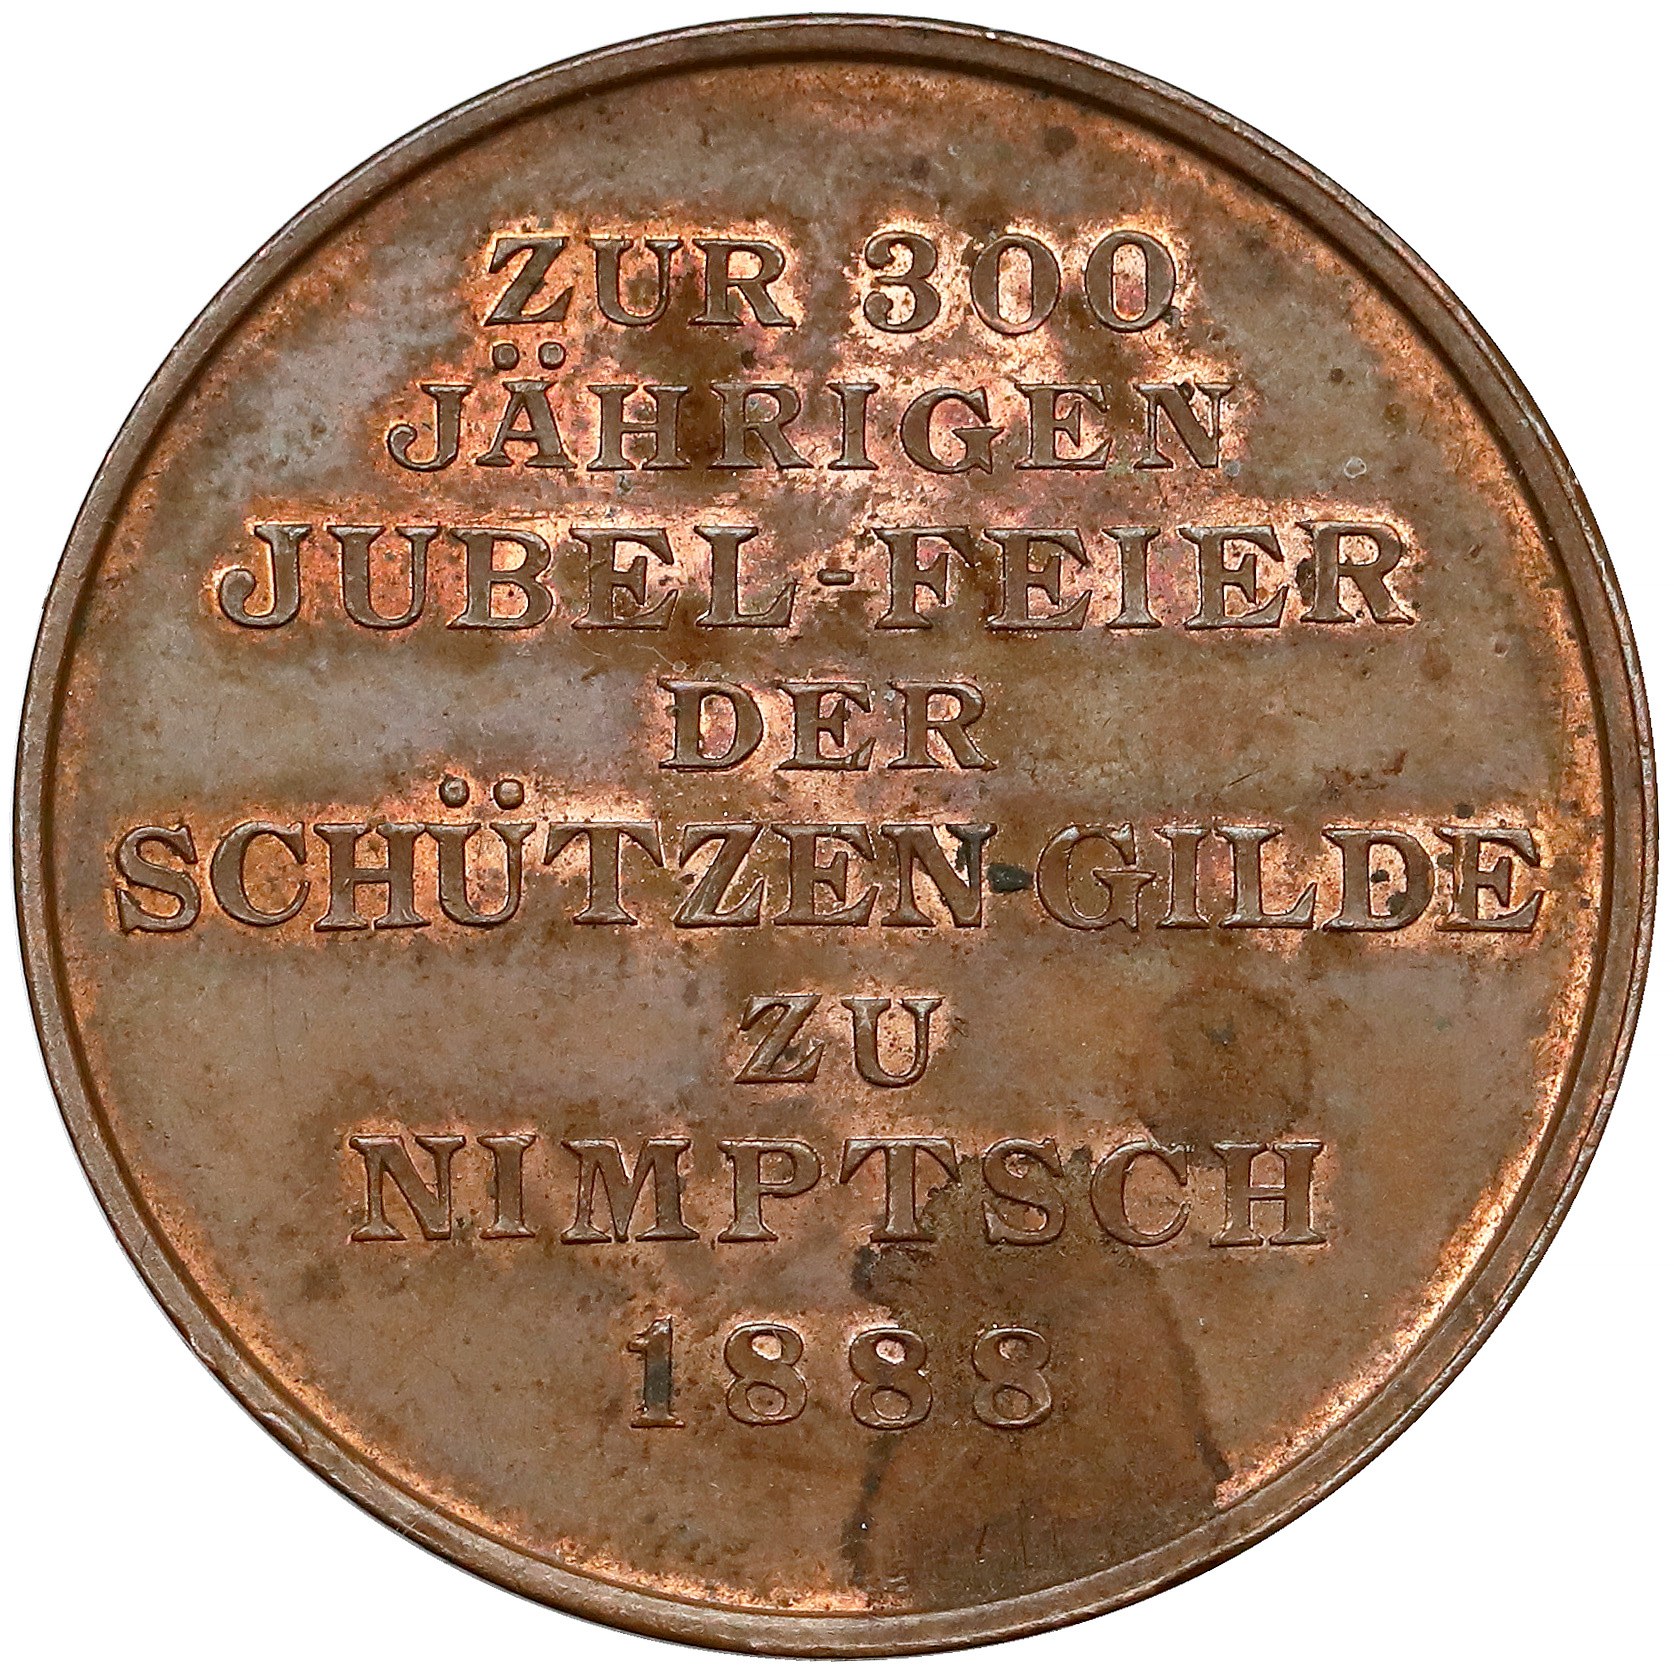 ZUR 300
JÄHRIGEN
JUBEL-FEIER
DER
SCHÜTZEN-GILDE
ZU
NIMPTSCH
1888